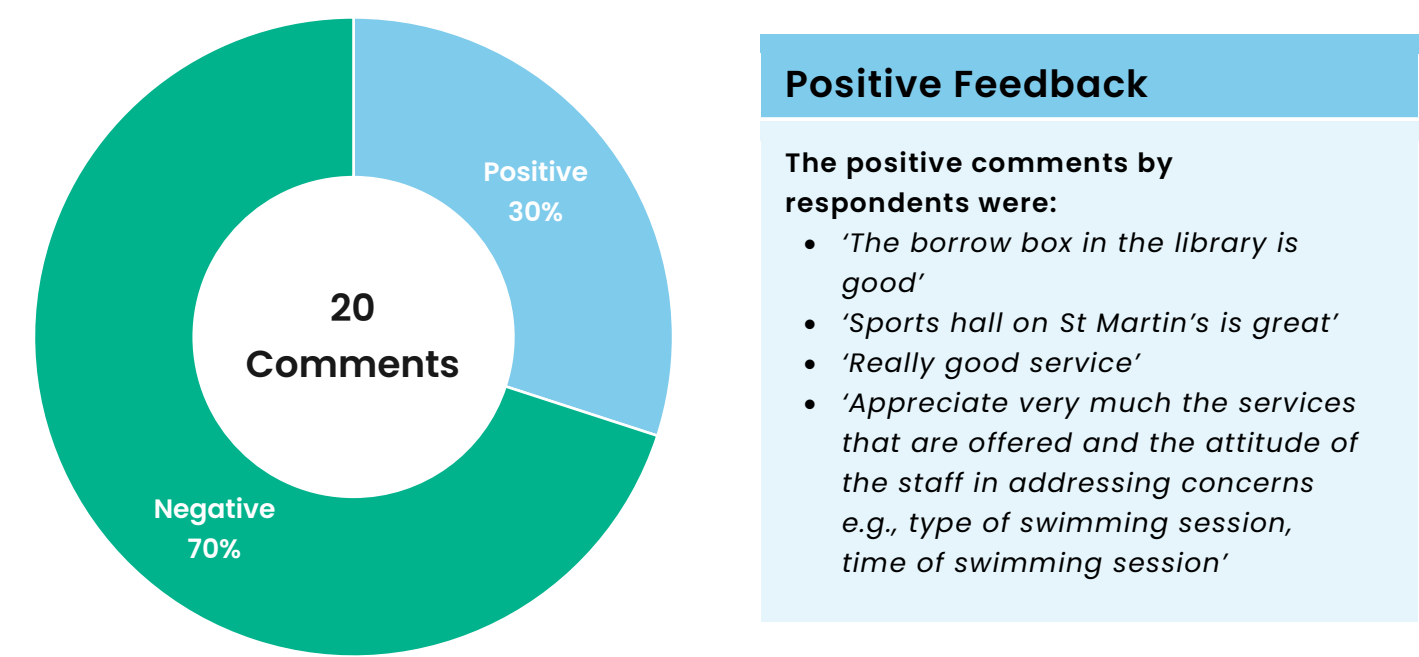 Positive
30%
20
Comments
Negative
70%
Positive Feedback
The positive comments by
respondents were:
• ‘The borrow box in the library is
good’
• ‘Sports hall on St Martin’s is great’
• ‘Really good service’
• ‘Appreciate very much the services
that are offered and the attitude of
the staff in addressing concerns
e.g., type of swimming session,
time of swimming session’